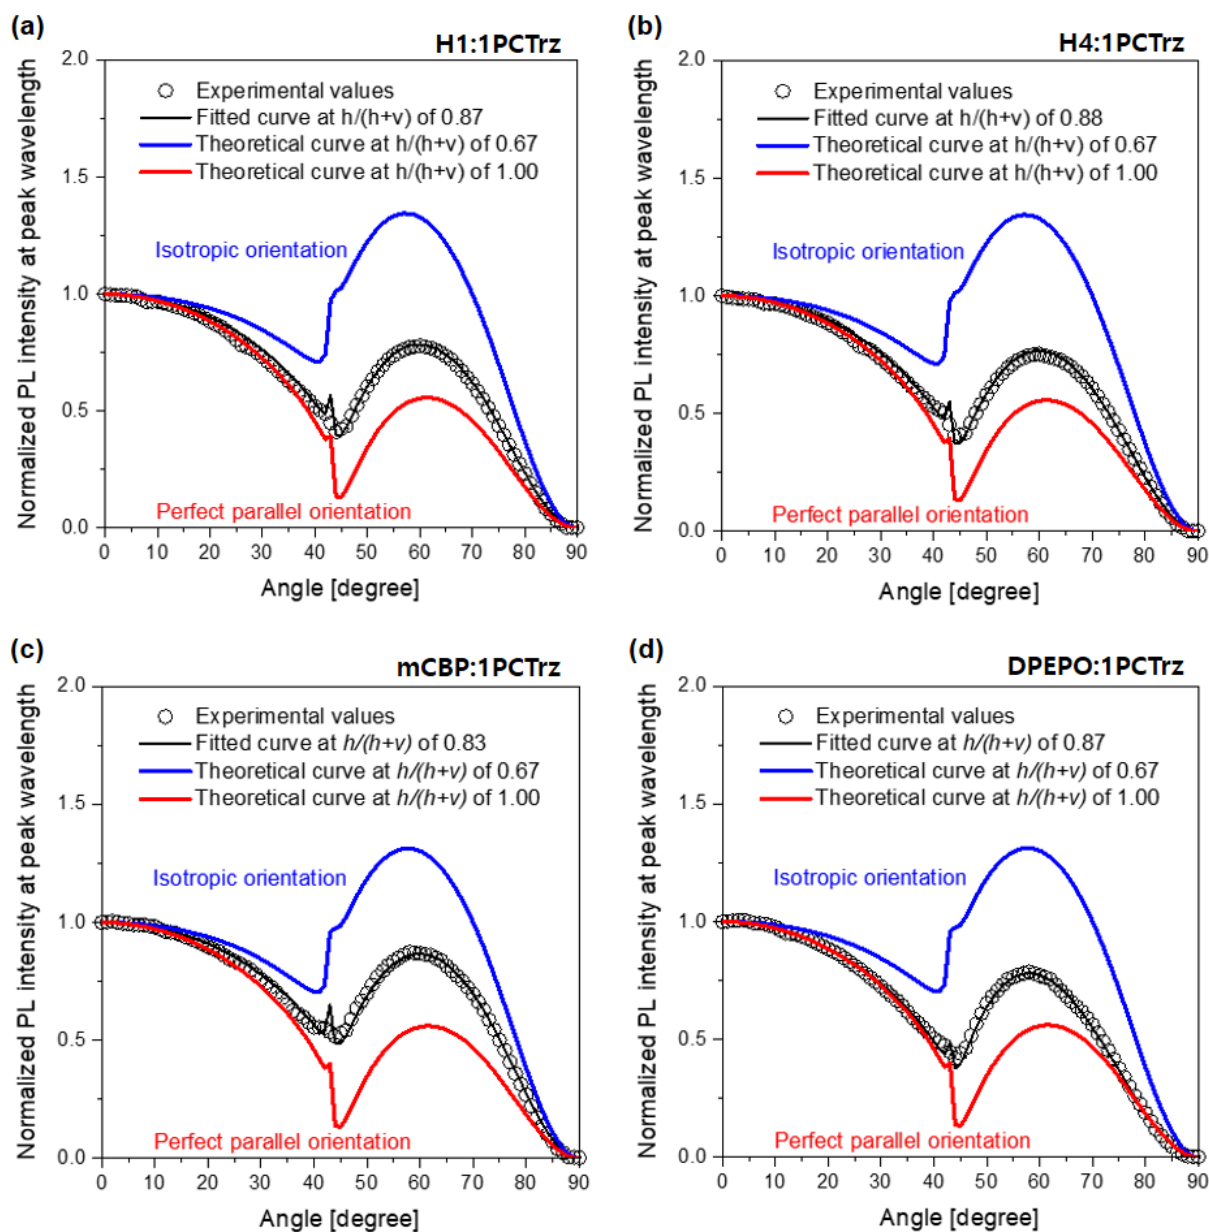 (a)
H1:1PCTrz
2.0
1.5
1.0
0.5
0.0
Normalized PL intensity at peak wavelength
Experimental values
Fitted curve at h/(h+v) of 0.87
Theoretical curve at h/(h+v) of 0.67
Theoretical curve at h/(h+v) of 1.00
Isotropic orientation
Perfect parallel orientation
0 10 20 30 40 50 60 70 80 90
Angle [degree]
(b)
H4:1PCTrz
2.0
1.5
1.0
0.5
0.0
Normalized PL intensity at peak wavelength
Experimental values
Fitted curve at h/(h+v) of 0.88
Theoretical curve at h/(h+v) of 0.67
Theoretical curve at h/(h+v) of 1.00
Isotropic orientation
Perfect parallel orientation
0 10 20 30 40 50 60 70 80 90
Angle [degree]
(c)
mCBP:1PCTrz
2.0
1.5
1.0
0.5
0.0
Normalized PL intensity at peak wavelength
Experimental values
Fitted curve at h/(h+v) of 0.83
Theoretical curve at h/(h+v) of 0.67
Theoretical curve at h/(h+v) of 1.00
Isotropic orientation
Perfect parallel orientation
0 10 20 30 40 50 60 70 80 90
Angle [degree]
(d)
DPEPO:1PCTrz
2.0
1.5
1.0
0.5
0.0
Normalized PL intensity at peak wavelength
Experimental values
Fitted curve at h/(h+v) of 0.87
Theoretical curve at h/(h+v) of 0.67
Theoretical curve at h/(h+v) of 1.00
Isotropic orientation
Perfect parallel orientation
0 10 20 30 40 50 60 70 80 90
Angle [degree]